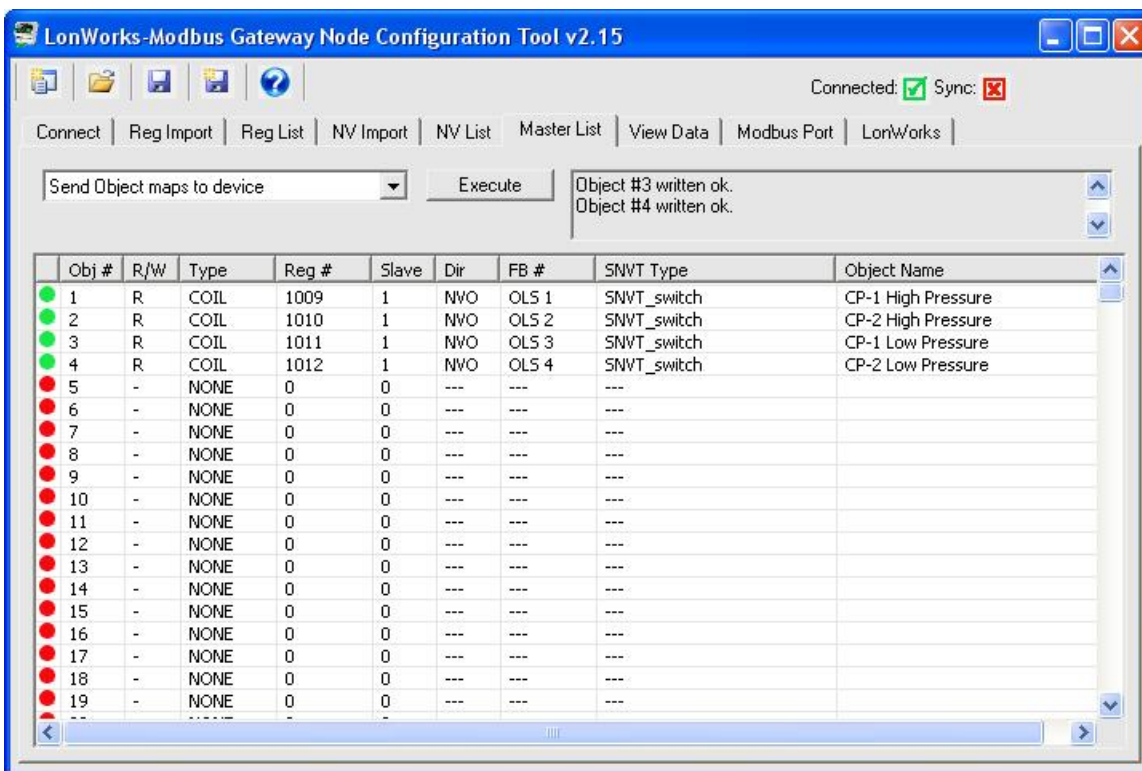 LonWorks-Modbus Gateway Node Configuration Tool v2.15
Connected: Sync:
Connect Reg Import Reg List NV Import NV List Master List View Data Modbus Port LonWorks
Send Object maps to device Execute Object #3 written ok.
Object #4 written ok.
Obj # R/W Type Reg # Slave Dir FB # SNVT Type Object Name
1 R COIL 1009 1 NVO OLS 1 SNVT_switch CP-1 High Pressure
2 R COIL 1010 1 NVO OLS 2 SNVT_switch CP-2 High Pressure
3 R COIL 1011 1 NVO OLS 3 SNVT_switch CP-1 Low Pressure
4 R COIL 1012 1 NVO OLS 4 SNVT_switch CP-2 Low Pressure
5 - NONE 0 0 --- --- ---
6 - NONE 0 0 --- --- ---
7 - NONE 0 0 --- --- ---
8 - NONE 0 0 --- --- ---
9 - NONE 0 0 --- --- ---
10 - NONE 0 0 --- --- ---
11 - NONE 0 0 --- --- ---
12 - NONE 0 0 --- --- ---
13 - NONE 0 0 --- --- ---
14 - NONE 0 0 --- --- ---
15 - NONE 0 0 --- --- ---
16 - NONE 0 0 --- --- ---
17 - NONE 0 0 --- --- ---
18 - NONE 0 0 --- --- ---
19 - NONE 0 0 --- --- ---